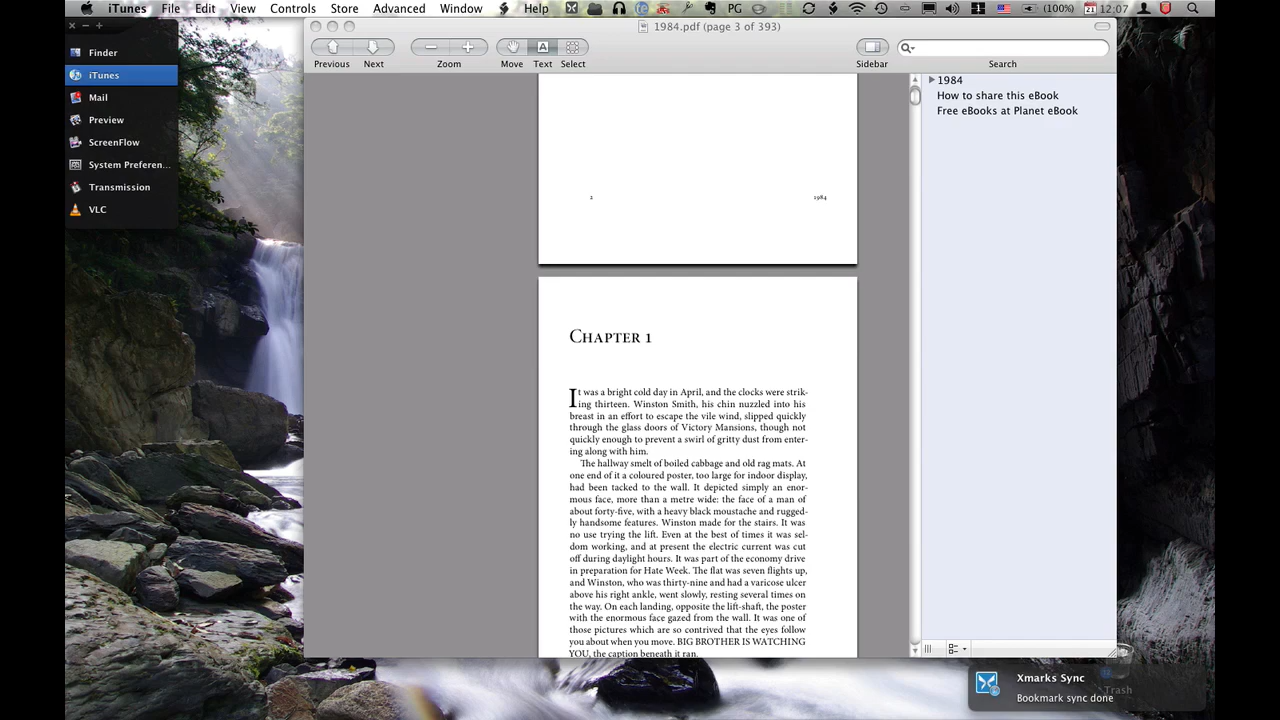 iTunes File Edit View Controls Store Advanced Window Help PG (100%) 21 12:07
Finder
iTunes
Mail
Preview
ScreenFlow
System Preferen...
Transmission
VLC
1984.pdf (page 3 of 393)
Previous Next Zoom Move Text Select Sidebar Search
A
1984
How to share this eBook
Free eBooks at Planet eBook
2 1984
Chapter 1
It was a bright cold day in April, and the clocks were strik-
ing thirteen. Winston Smith, his chin nuzzled into his
breast in an effort to escape the vile wind, slipped quickly
through the glass doors of Victory Mansions, though not
quickly enough to prevent a swirl of gritty dust from enter-
ing along with him.
The hallway smelt of boiled cabbage and old rag mats. At
one end of it a coloured poster, too large for indoor display,
had been tacked to the wall. It depicted simply an enor-
mous face, more than a metre wide: the face of a man of
about forty-five, with a heavy black moustache and rugged-
ly handsome features. Winston made for the stairs. It was
no use trying the lift. Even at the best of times it was sel-
dom working, and at present the electric current was cut
off during daylight hours. It was part of the economy drive
in preparation for Hate Week. The flat was seven flights up,
and Winston, who was thirty-nine and had a varicose ulcer
above his right ankle, went slowly, resting several times on
the way. On each landing, opposite the lift-shaft, the poster
with the enormous face gazed from the wall. It was one of
those pictures which are so contrived that the eyes follow
you about when you move. BIG BROTHER IS WATCHING
YOU, the caption beneath it ran.
Xmarks Sync
Bookmark sync done
Trash